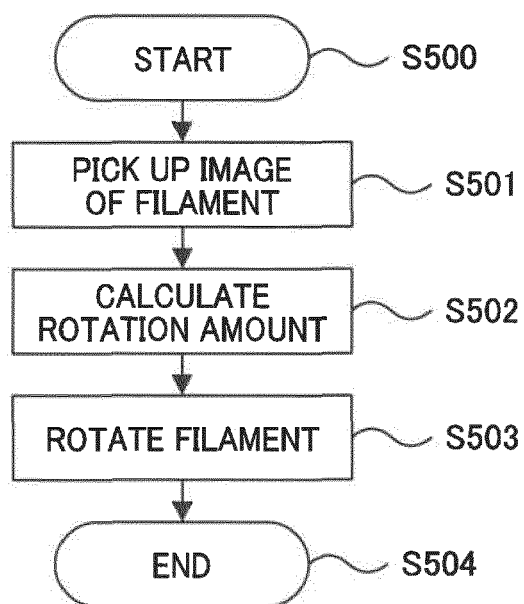 START
S500
PICK UP IMAGE
OF FILAMENT
S501
CALCULATE
ROTATION AMOUNT
S502
ROTATE FILAMENT
S503
END
S504